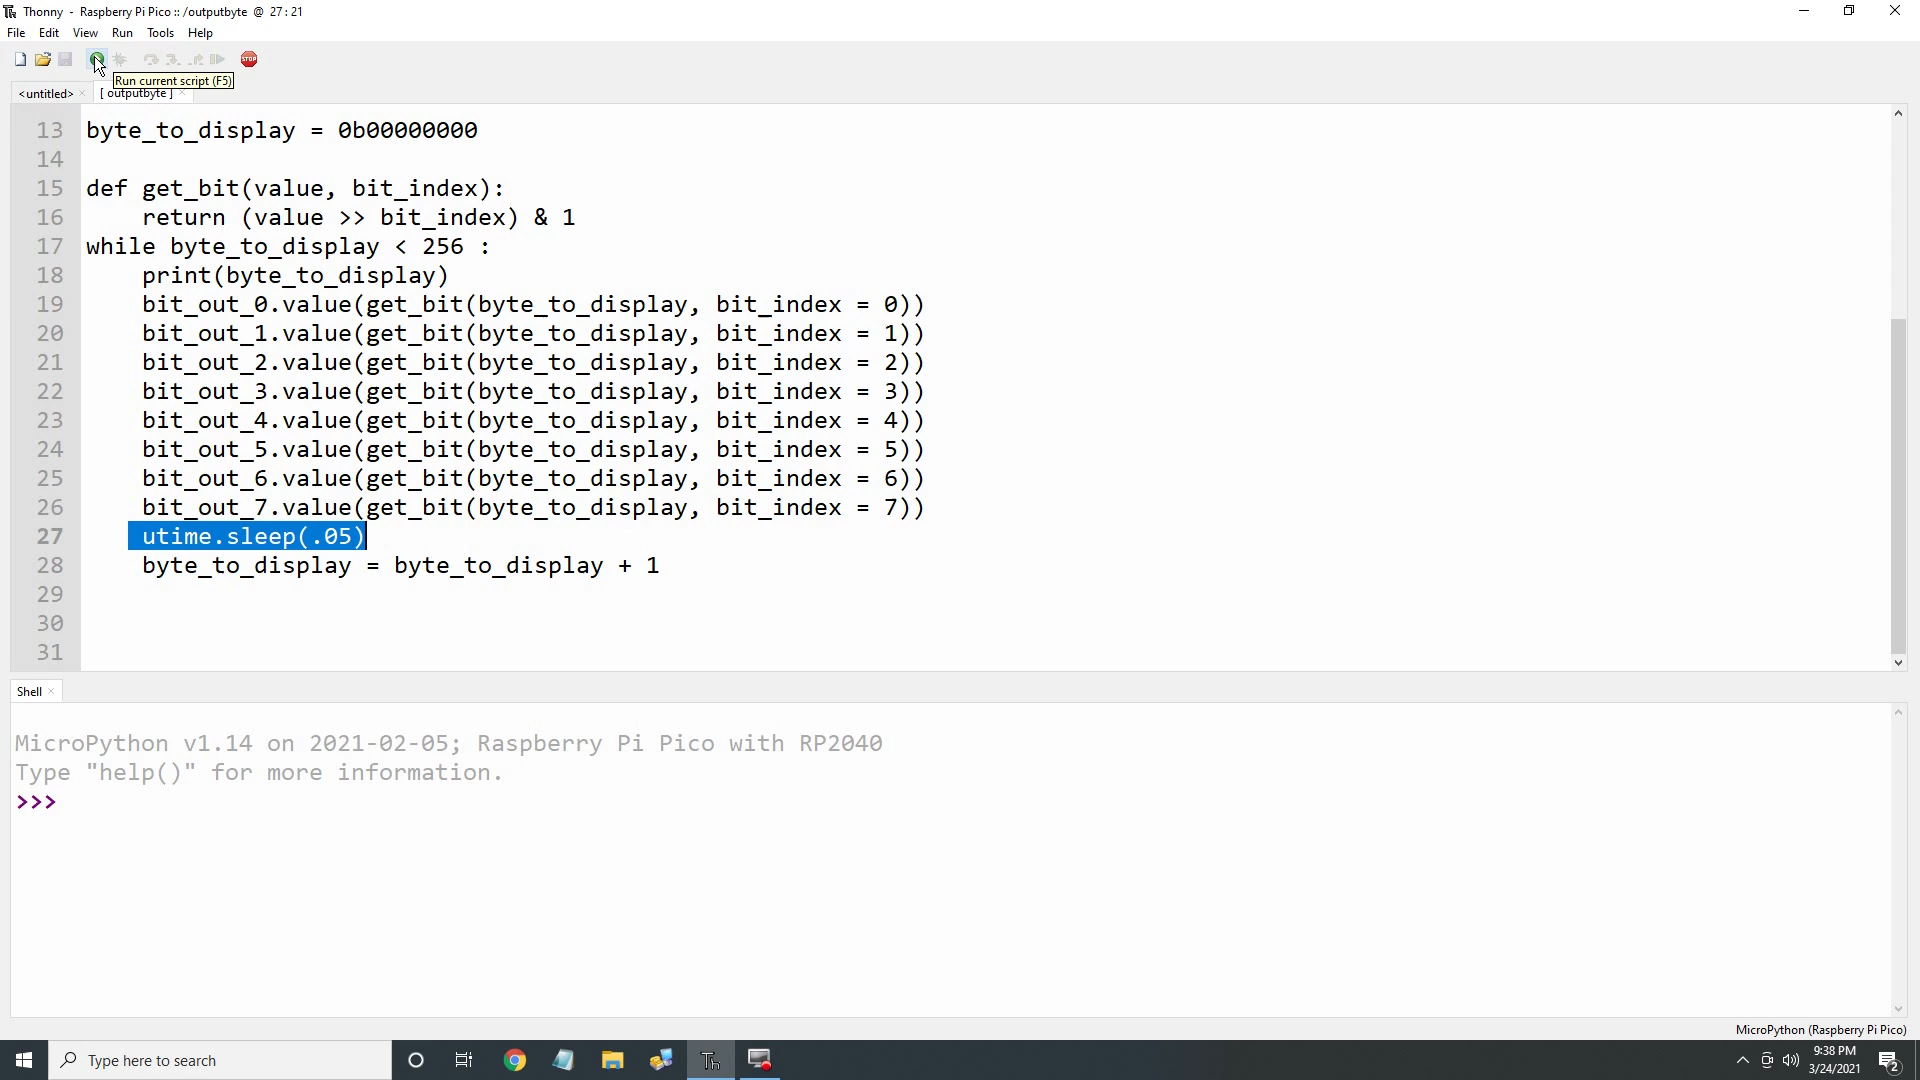 Thonny - Raspberry Pi Pico :: /outputbyte @ 27 : 21
File Edit View Run Tools Help
STOP
Run current script (F5)
<untitled> × [ outputbyte ] ×
13 byte_to_display = 0b00000000
14
15 def get_bit(value, bit_index):
16 return (value >> bit_index) & 1
17 while byte_to_display < 256 :
18 print(byte_to_display)
19 bit_out_0.value(get_bit(byte_to_display, bit_index = 0))
20 bit_out_1.value(get_bit(byte_to_display, bit_index = 1))
21 bit_out_2.value(get_bit(byte_to_display, bit_index = 2))
22 bit_out_3.value(get_bit(byte_to_display, bit_index = 3))
23 bit_out_4.value(get_bit(byte_to_display, bit_index = 4))
24 bit_out_5.value(get_bit(byte_to_display, bit_index = 5))
25 bit_out_6.value(get_bit(byte_to_display, bit_index = 6))
26 bit_out_7.value(get_bit(byte_to_display, bit_index = 7))
27 utime.sleep(.05)
28 byte_to_display = byte_to_display + 1
29
30
31
Shell ×
MicroPython v1.14 on 2021-02-05; Raspberry Pi Pico with RP2040
Type "help()" for more information.
>>>
MicroPython (Raspberry Pi Pico)
Type here to search
Th
9:38 PM
3/24/2021
2